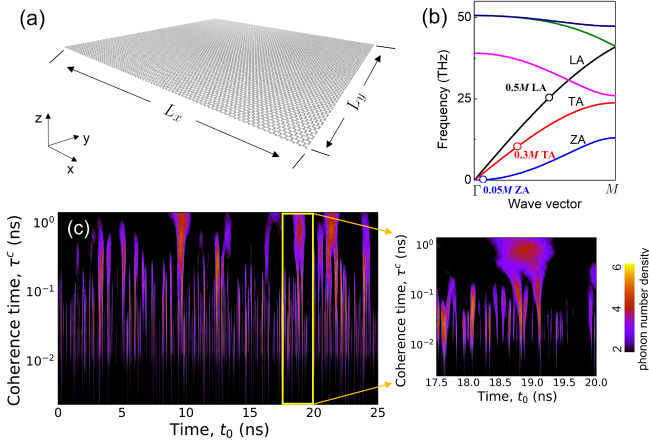 (a)
Lx
Ly
z
y
x
(b)
Frequency (THz)
50
25
0
LA
0.5M LA
TA
0.3M TA
ZA
0.05M ZA
Γ
M
Wave vector
(c)
Coherence time, τᶜ (ns)
10⁰
10⁻¹
10⁻²
0 5 10 15 20 25
Time, t₀ (ns)
Coherence time, τᶜ (ns)
10⁰
10⁻¹
10⁻²
17.5 18.0 18.5 19.0 19.5 20.0
Time, t₀ (ns)
6
4
2
phonon number density